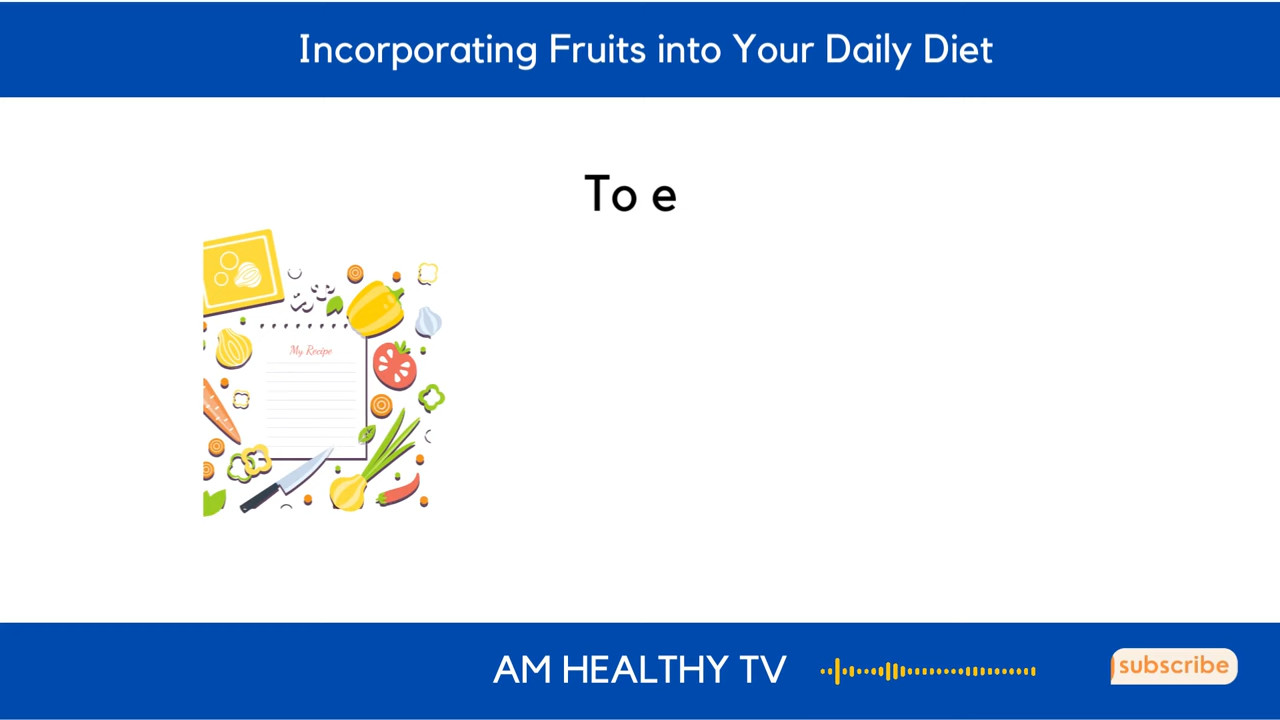 Incorporating Fruits into Your Daily Diet
To e
My Recipe
AM HEALTHY TV
subscribe